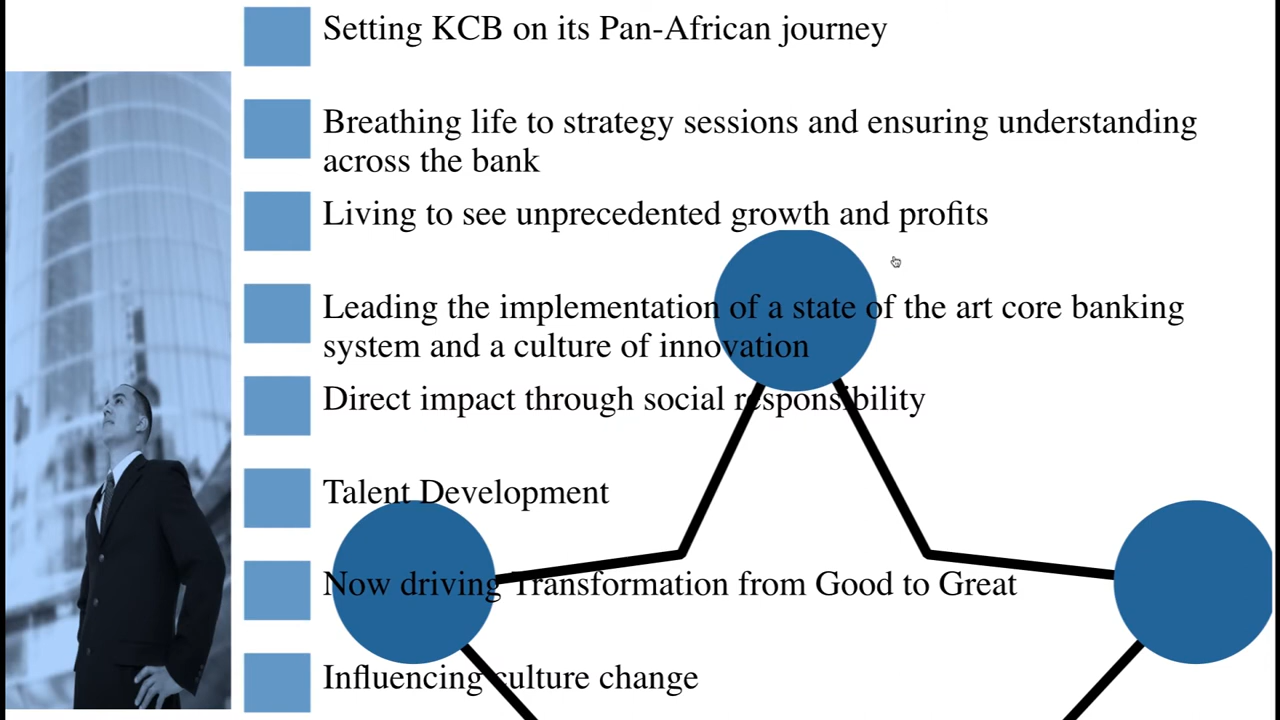 Setting KCB on its Pan-African journey
Breathing life to strategy sessions and ensuring understanding
across the bank
Living to see unprecedented growth and profits
Leading the implementation of a state of the art core banking
system and a culture of innovation
Direct impact through social responsibility
Talent Development
Now driving Transformation from Good to Great
Influencing culture change